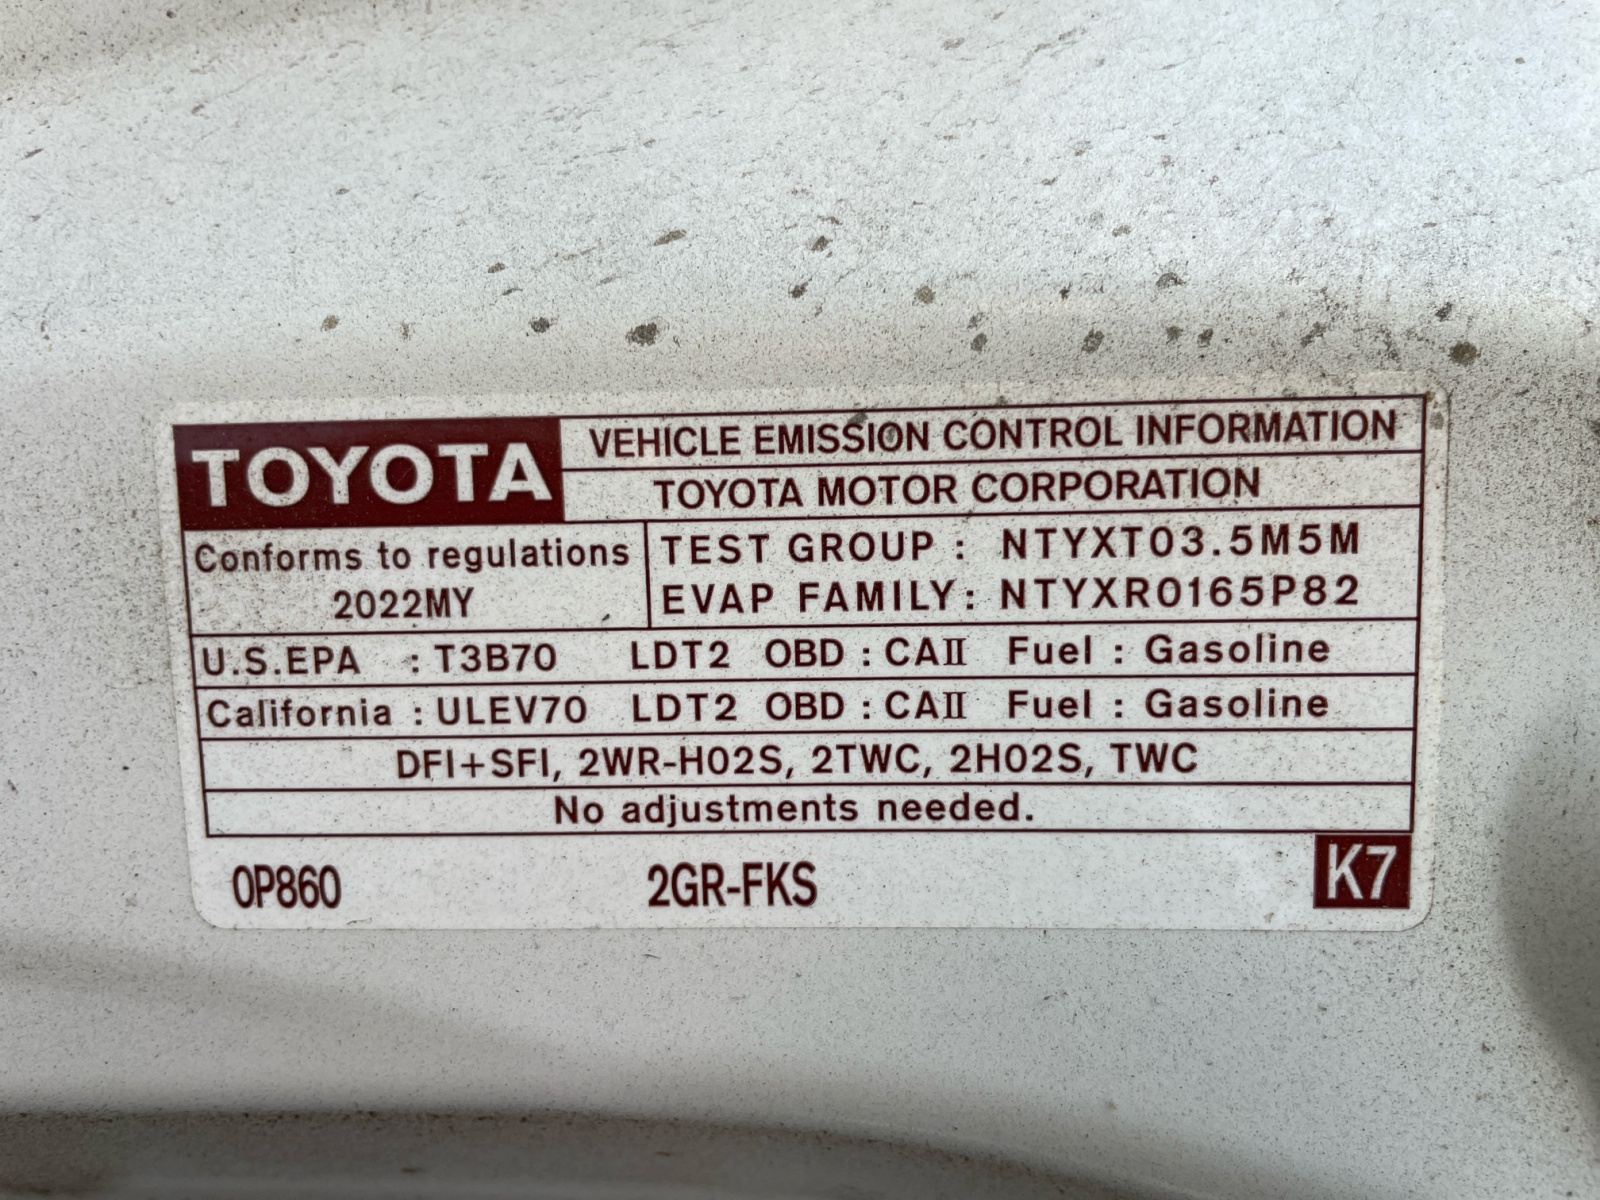 TOYOTA
VEHICLE EMISSION CONTROL INFORMATION
TOYOTA MOTOR CORPORATION
Conforms to regulations
2022MY
TEST GROUP : NTYXT03.5M5M
EVAP FAMILY: NTYXR0165P82
U.S.EPA : T3B70 LDT2 OBD : CAⅡ Fuel : Gasoline
California : ULEV70 LDT2 OBD : CAⅡ Fuel : Gasoline
DFI+SFI, 2WR-HO2S, 2TWC, 2HO2S, TWC
No adjustments needed.
0P860 2GR-FKS K7